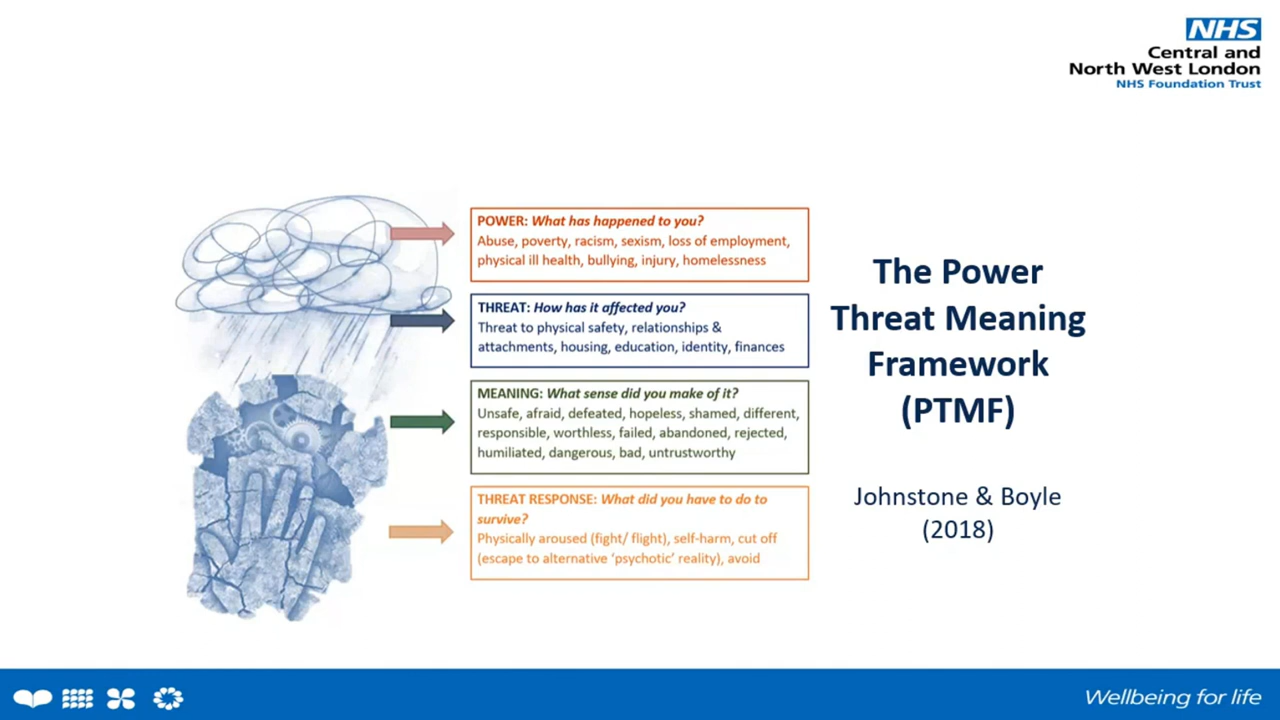 NHS
Central and
North West London
NHS Foundation Trust
POWER: What has happened to you?
Abuse, poverty, racism, sexism, loss of employment,
physical ill health, bullying, injury, homelessness
THREAT: How has it affected you?
Threat to physical safety, relationships &
attachments, housing, education, identity, finances
MEANING: What sense did you make of it?
Unsafe, afraid, defeated, hopeless, shamed, different,
responsible, worthless, failed, abandoned, rejected,
humiliated, dangerous, bad, untrustworthy
THREAT RESPONSE: What did you have to do to
survive?
Physically aroused (fight/ flight), self-harm, cut off
(escape to alternative ‘psychotic’ reality), avoid
The Power
Threat Meaning
Framework
(PTMF)
Johnstone & Boyle
(2018)
Wellbeing for life